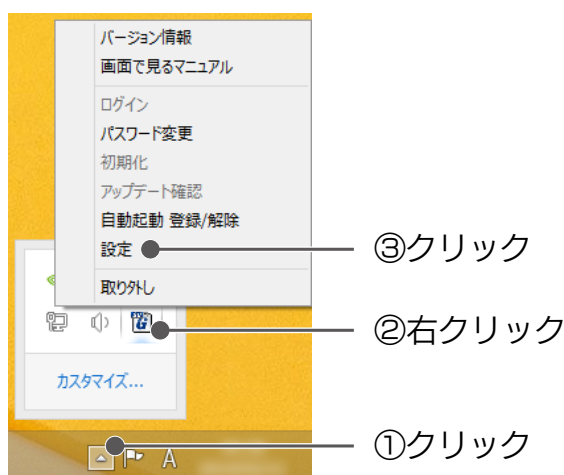 バージョン情報
画面で見るマニュアル
ログイン
パスワード変更
初期化
アップデート確認
自動起動 登録/解除
設定
③クリック
取り外し
②右クリック
カスタマイズ...
①クリック
A